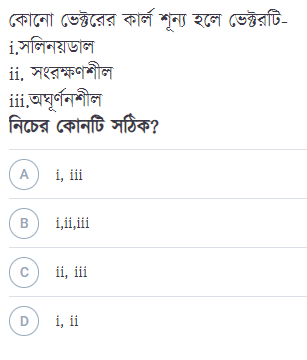 কোনো ভেক্টরের কার্ল শূন্য হলে ভেক্টরটি-
i.সলিনয়ডাল
ii. সংরক্ষণশীল
iii.অঘূর্ণনশীল
নিচের কোনটি সঠিক?
A i, iii
B i,ii,iii
C ii, iii
D i, ii